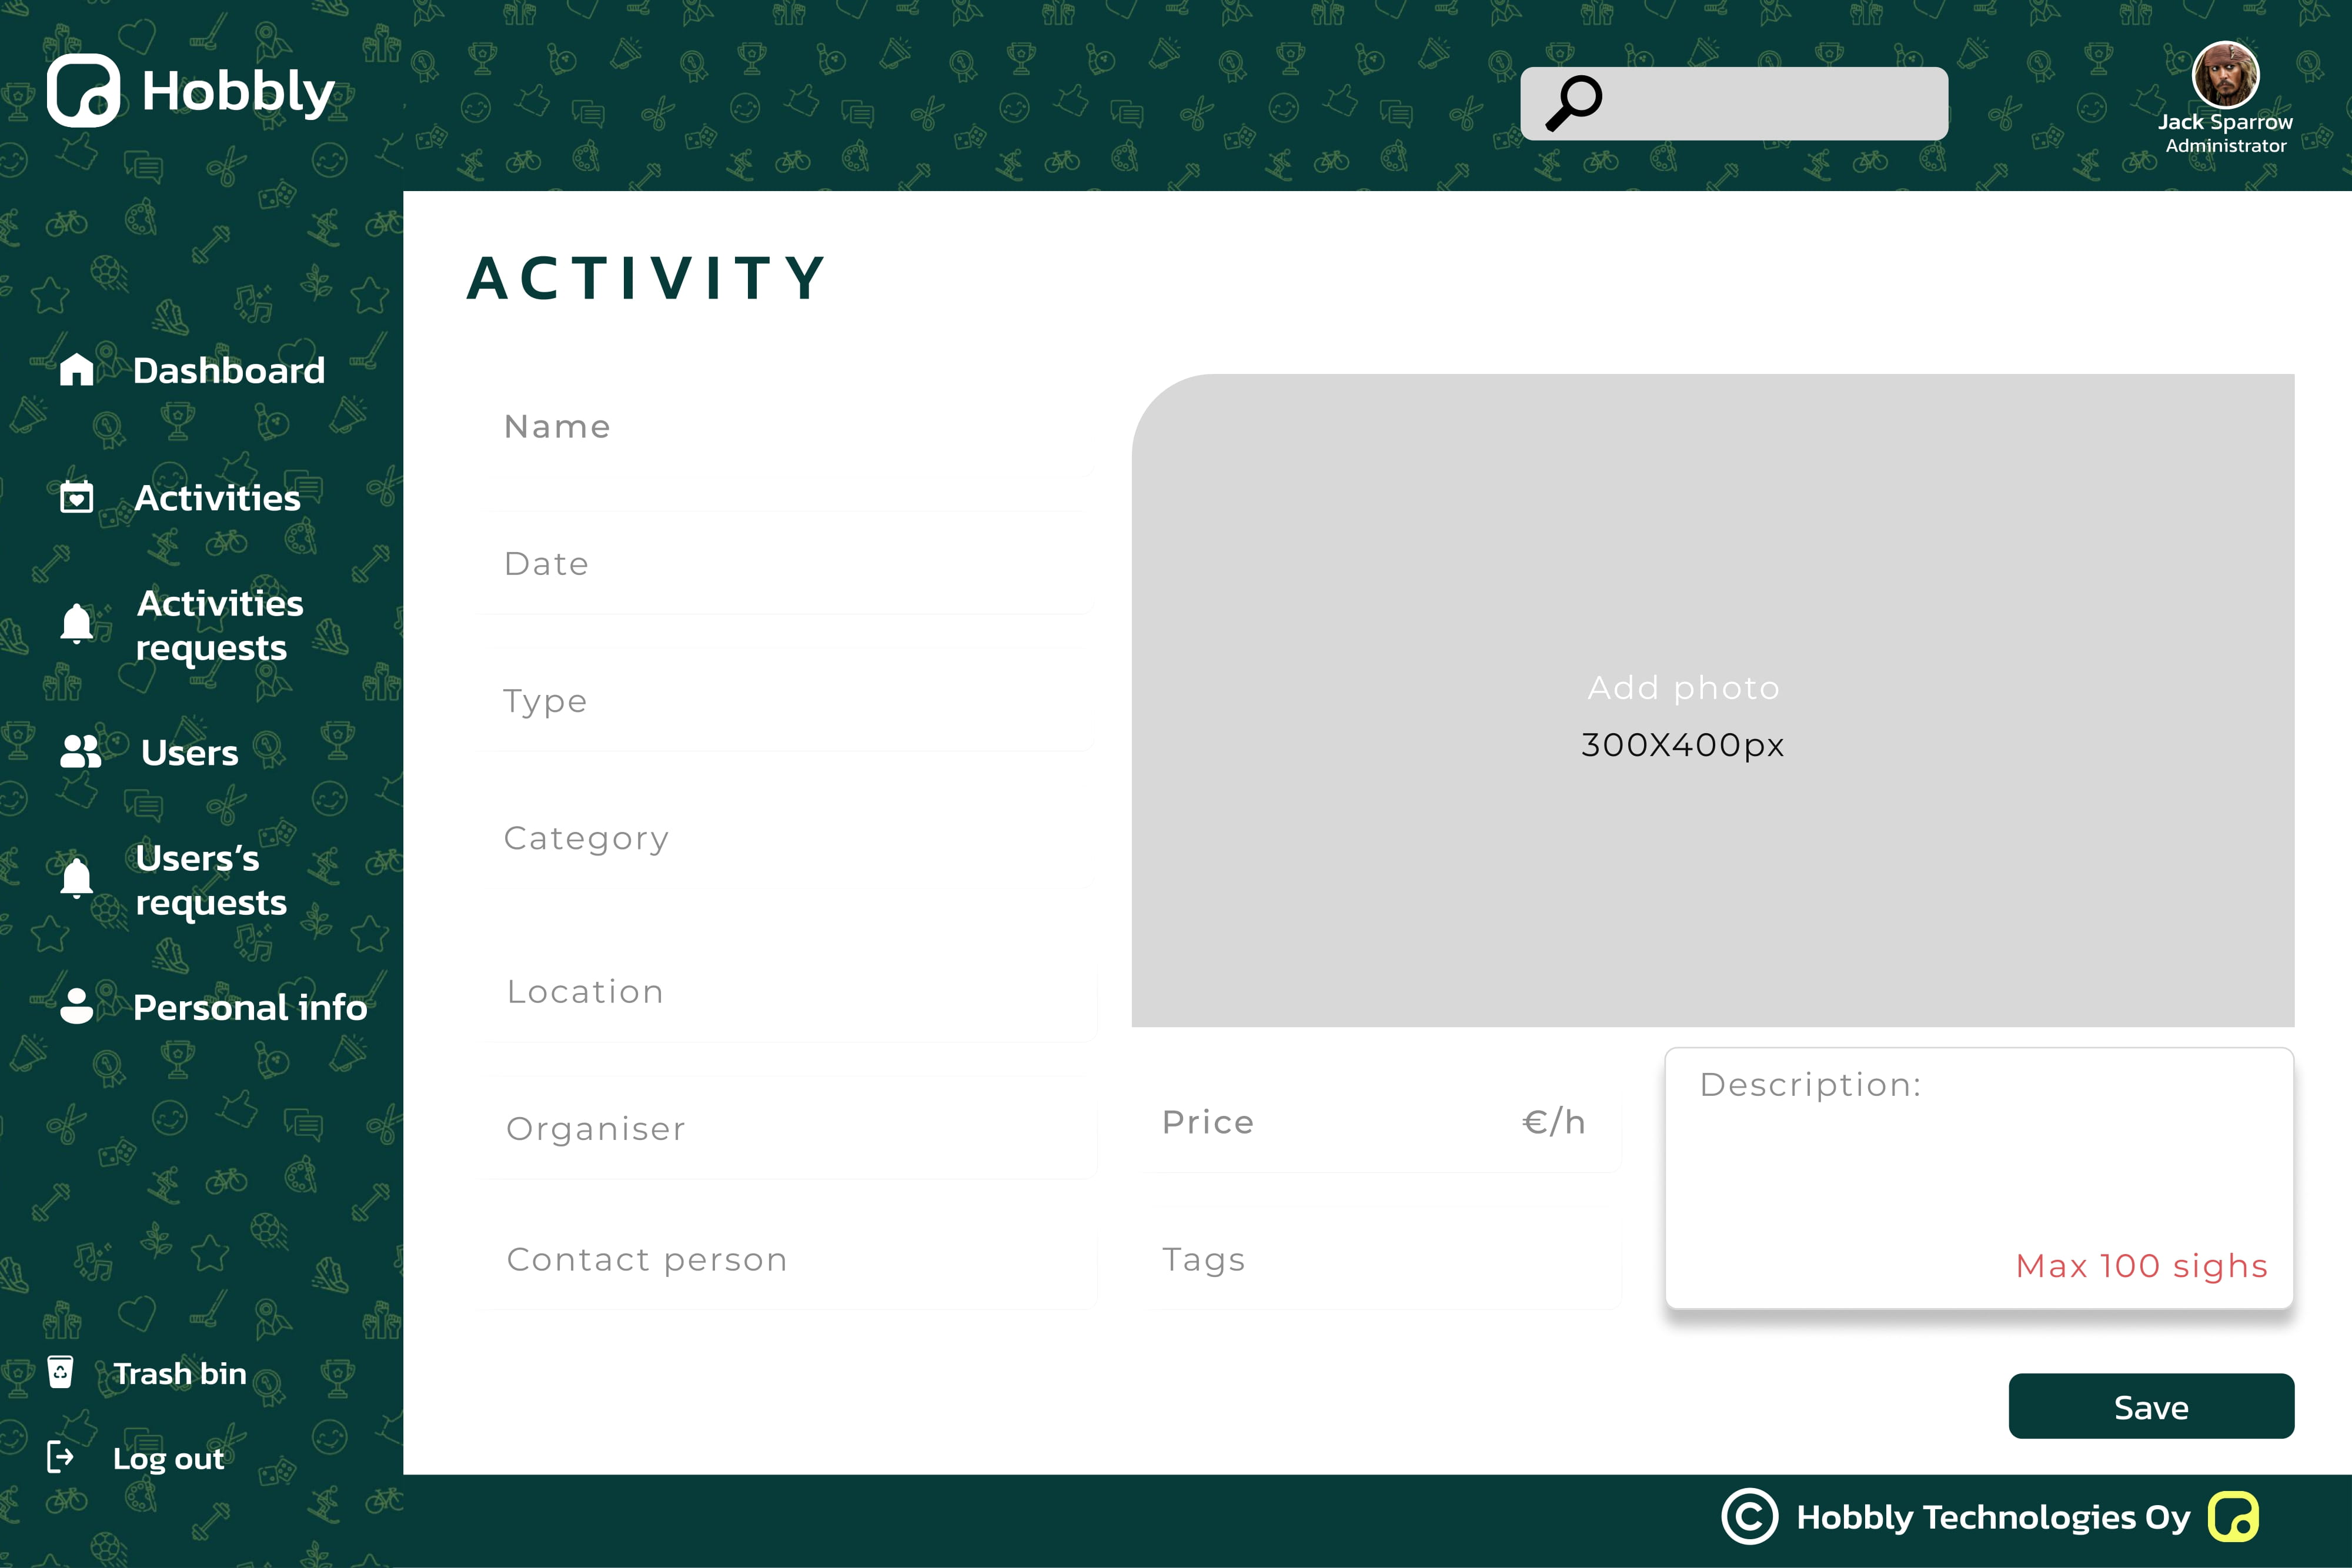 Hobbly
Jack Sparrow
Administrator
Dashboard
Activities
Activities
requests
Users
Users’s
requests
Personal info
Trash bin
Log out
ACTIVITY
Name
Date
Type
Category
Location
Organiser
Contact person
Add photo
300X400px
Price €/h
Tags
Description:
Max 100 sighs
Save
© Hobbly Technologies Oy